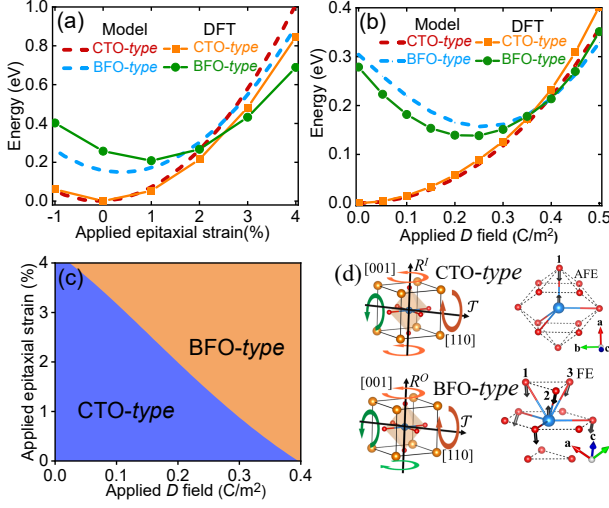 (a)
Model DFT
CTO-type CTO-type
BFO-type BFO-type
Energy (eV)
1.0
0.8
0.6
0.4
0.2
0.0
-1 0 1 2 3 4
Applied epitaxial strain(%)
(b)
Model DFT
CTO-type CTO-type
BFO-type BFO-type
Energy (eV)
0.4
0.3
0.2
0.1
0.0
0.0 0.1 0.2 0.3 0.4 0.5
Applied D field (C/m²)
(c)
BFO-type
CTO-type
Applied epitaxial strain (%)
4
3
2
1
0
0.0 0.1 0.2 0.3 0.4
Applied D field (C/m²)
(d)
CTO-type
[001]
R^I
𝒯
[110]
1
AFE
a
b
c
BFO-type
[001]
R^O
𝒯
[110]
1
2
3
FE
c
a